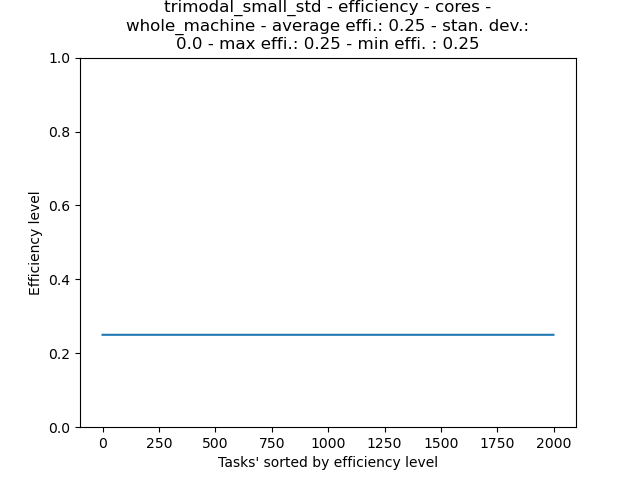 trimodal_small_std - efficiency - cores -
whole_machine - average effi.: 0.25 - stan. dev.:
0.0 - max effi.: 0.25 - min effi. : 0.25
1.0
0.8
0.6
0.4
0.2
0.0
Efficiency level
0 250 500 750 1000 1250 1500 1750 2000
Tasks' sorted by efficiency level